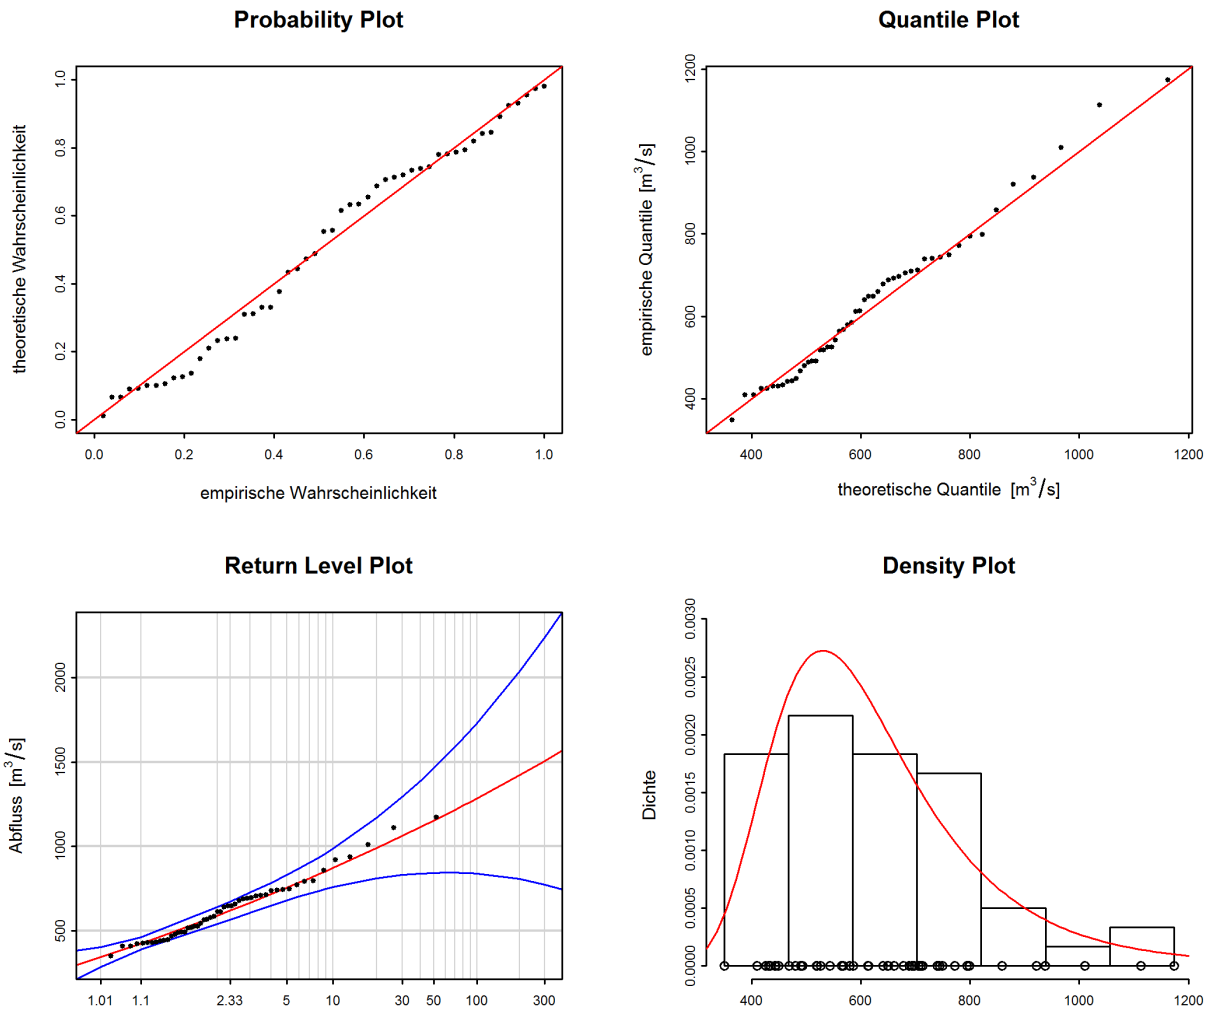 Probability Plot
theoretische Wahrscheinlichkeit
0.0 0.2 0.4 0.6 0.8 1.0
0.0 0.2 0.4 0.6 0.8 1.0
empirische Wahrscheinlichkeit
Quantile Plot
empirische Quantile [m³/s]
400 600 800 1000 1200
400 600 800 1000 1200
theoretische Quantile [m³/s]
Return Level Plot
Abfluss [m³/s]
500 1000 1500 2000
1.01 1.1 2.33 5 10 30 50 100 300
Density Plot
Dichte
0.0000 0.0005 0.0010 0.0015 0.0020 0.0025 0.0030
400 600 800 1000 1200